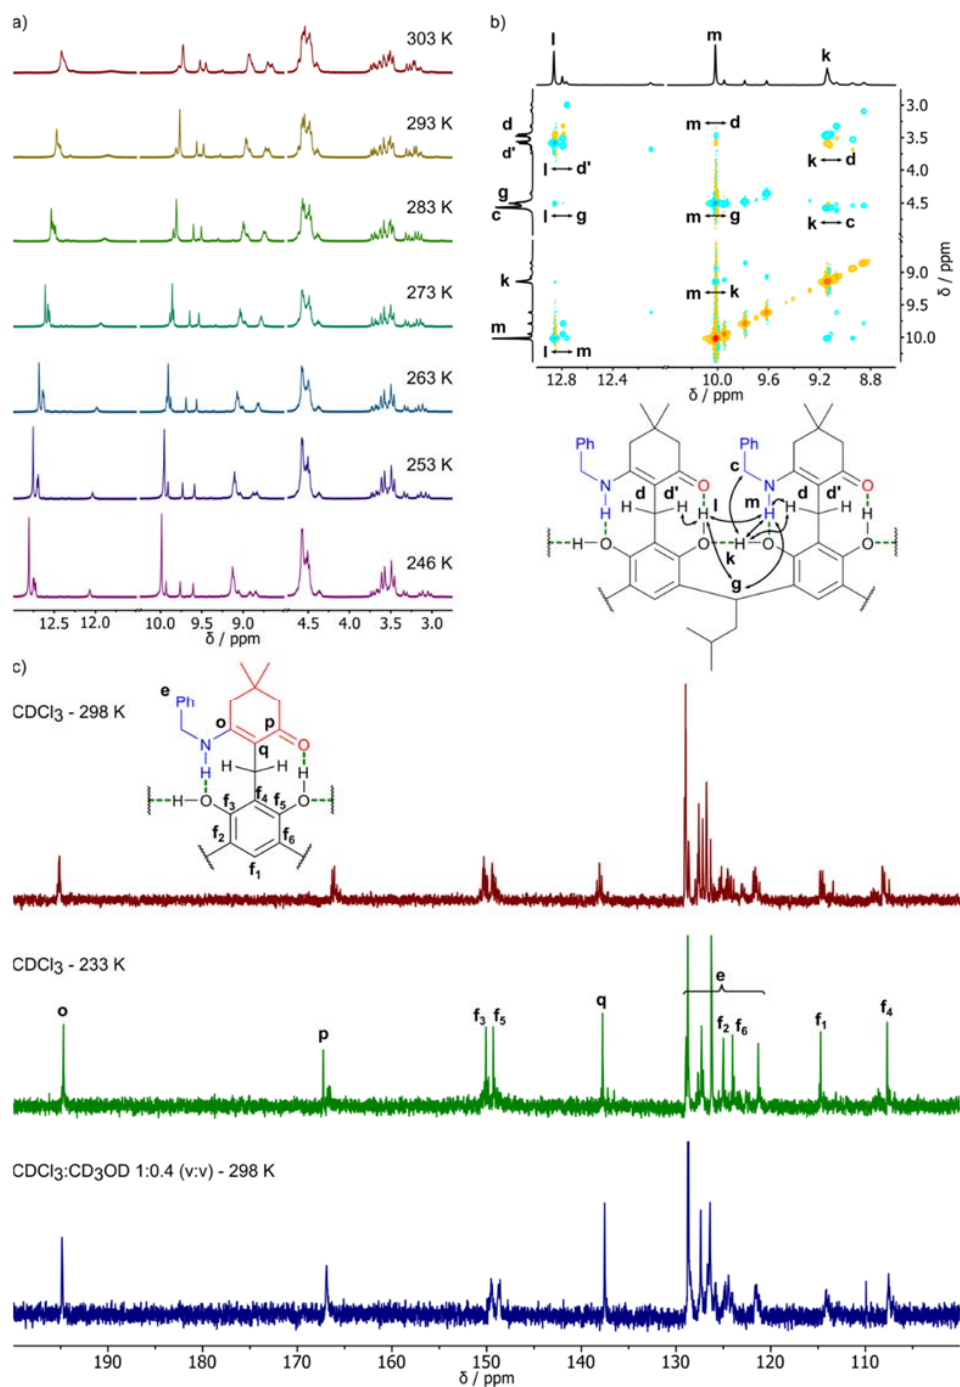 a)
303 K
293 K
283 K
273 K
263 K
253 K
246 K
12.5 12.0 10.0 9.0 8.0 4.5 3.5 3.0
δ / ppm
b)
l m k
d
d'
g
c
k
m
m d
k d
l d'
l g
m g
k c
m k
l m
3.0
3.5
4.0
4.5
9.0
9.5
10.0
δ / ppm
12.8 12.4 10.0 9.6 9.2 8.8
δ / ppm
Ph Ph
c
N O N O
d d' m d d'
H H H l H H H H
H O O H O O
k
g
c)
CDCl3 - 298 K
e Ph
o p
N q O
H H H H
H O f3 f4 f5 O
f2 f6
f1
CDCl3 - 233 K
o p f3 f5 q e f2 f6 f1 f4
CDCl3:CD3OD 1:0.4 (v:v) - 298 K
190 180 170 160 150 140 130 120 110
δ / ppm